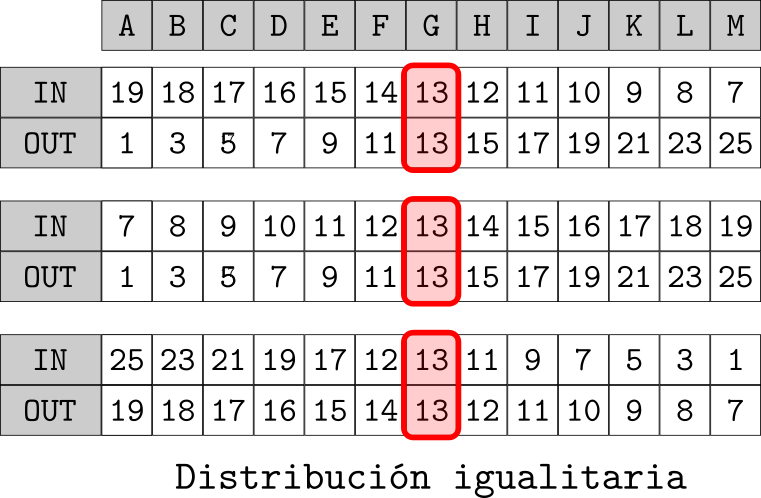 A B C D E F G H I J K L M
IN 19 18 17 16 15 14 13 12 11 10 9 8 7
OUT 1 3 5 7 9 11 13 15 17 19 21 23 25
IN 7 8 9 10 11 12 13 14 15 16 17 18 19
OUT 1 3 5 7 9 11 13 15 17 19 21 23 25
IN 25 23 21 19 17 12 13 11 9 7 5 3 1
OUT 19 18 17 16 15 14 13 12 11 10 9 8 7
Distribución igualitaria